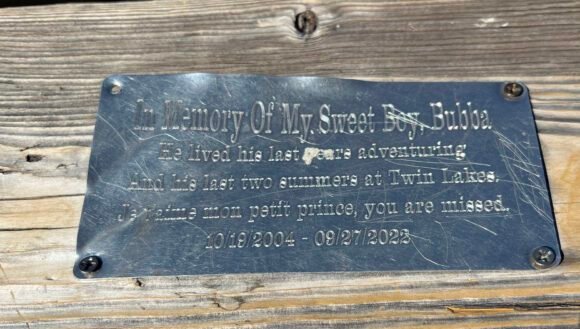 In Memory Of My Sweet Boy, Bubba
He lived his last years adventuring
And his last two summers at Twin Lakes.
Je t'aime mon petit prince, you are missed.
10/19/2004 - 09/27/2022